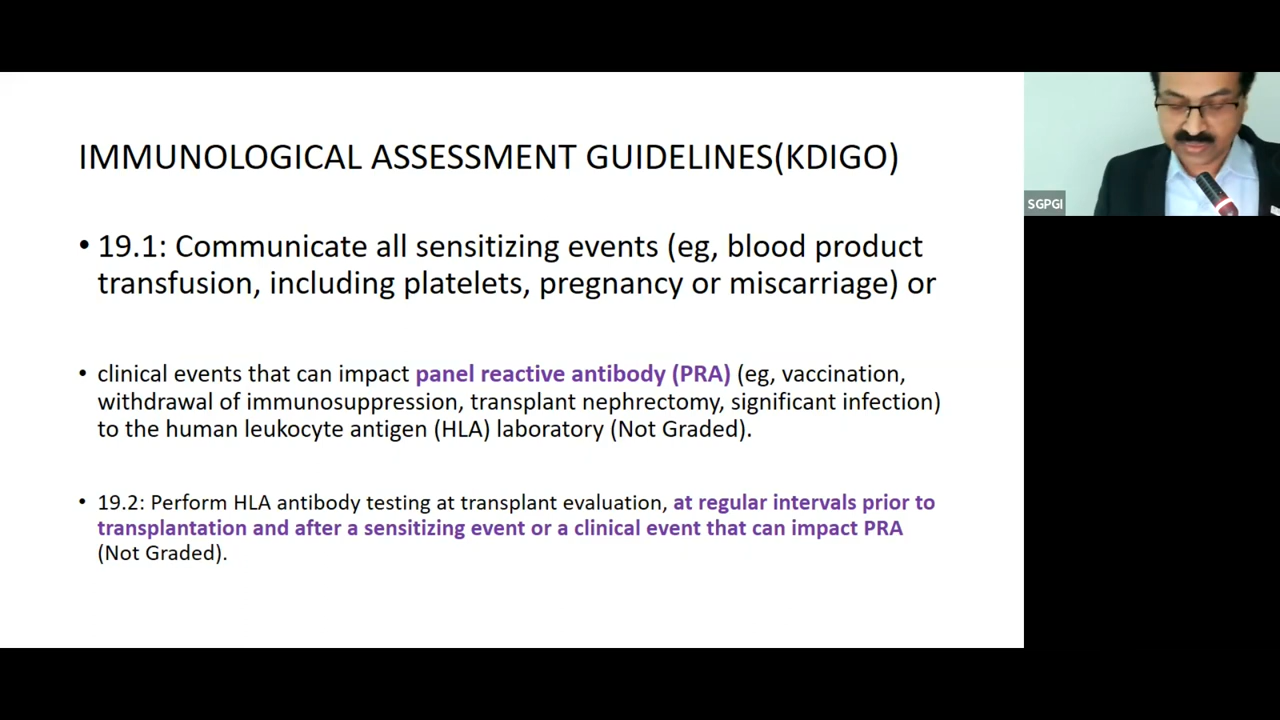 IMMUNOLOGICAL ASSESSMENT GUIDELINES(KDIGO)
• 19.1: Communicate all sensitizing events (eg, blood product
transfusion, including platelets, pregnancy or miscarriage) or
• clinical events that can impact panel reactive antibody (PRA) (eg, vaccination,
withdrawal of immunosuppression, transplant nephrectomy, significant infection)
to the human leukocyte antigen (HLA) laboratory (Not Graded).
• 19.2: Perform HLA antibody testing at transplant evaluation, at regular intervals prior to
transplantation and after a sensitizing event or a clinical event that can impact PRA
(Not Graded).
SGPGI